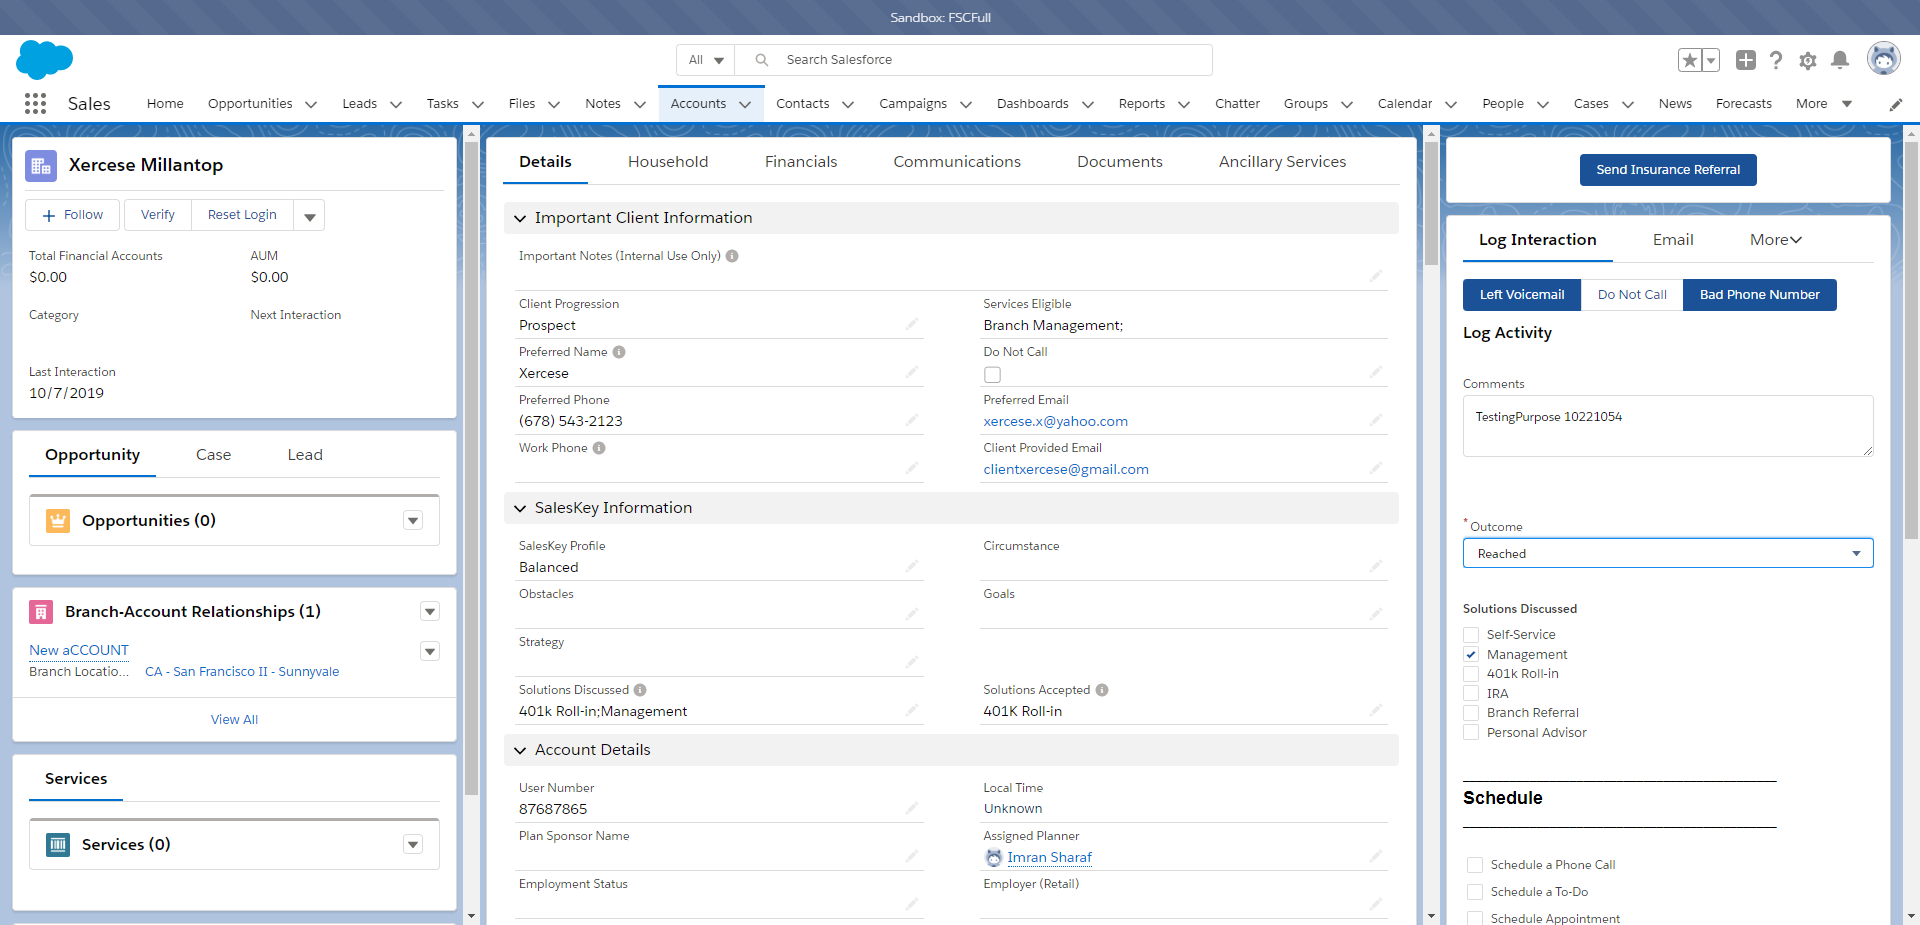 Sandbox: FSCFull
All
Search Salesforce
Sales
Home
Opportunities
Leads
Tasks
Files
Notes
Accounts
Contacts
Campaigns
Dashboards
Reports
Chatter
Groups
Calendar
People
Cases
News
Forecasts
More
Xercese Millantop
Follow
Verify
Reset Login
Total Financial Accounts
AUM
$0.00
$0.00
Category
Next Interaction
Last Interaction
10/7/2019
Opportunity
Case
Lead
Opportunities (0)
Branch-Account Relationships (1)
New aCCOUNT
Branch Locatio...
CA - San Francisco II - Sunnyvale
View All
Services
Services (0)
Details
Household
Financials
Communications
Documents
Ancillary Services
Important Client Information
Important Notes (Internal Use Only)
Client Progression
Services Eligible
Prospect
Branch Management;
Preferred Name
Do Not Call
Xercese
Preferred Phone
Preferred Email
(678) 543-2123
xercese.x@yahoo.com
Work Phone
Client Provided Email
clientxercese@gmail.com
SalesKey Information
SalesKey Profile
Circumstance
Balanced
Obstacles
Goals
Strategy
Solutions Discussed
Solutions Accepted
401k Roll-in;Management
401K Roll-in
Account Details
User Number
Local Time
87687865
Unknown
Plan Sponsor Name
Assigned Planner
Imran Sharaf
Employment Status
Employer (Retail)
Send Insurance Referral
Log Interaction
Email
More
Left Voicemail
Do Not Call
Bad Phone Number
Log Activity
Comments
TestingPurpose 10221054
* Outcome
Reached
Solutions Discussed
Self-Service
Management
401k Roll-in
IRA
Branch Referral
Personal Advisor
Schedule
Schedule a Phone Call
Schedule a To-Do
Schedule Appointment